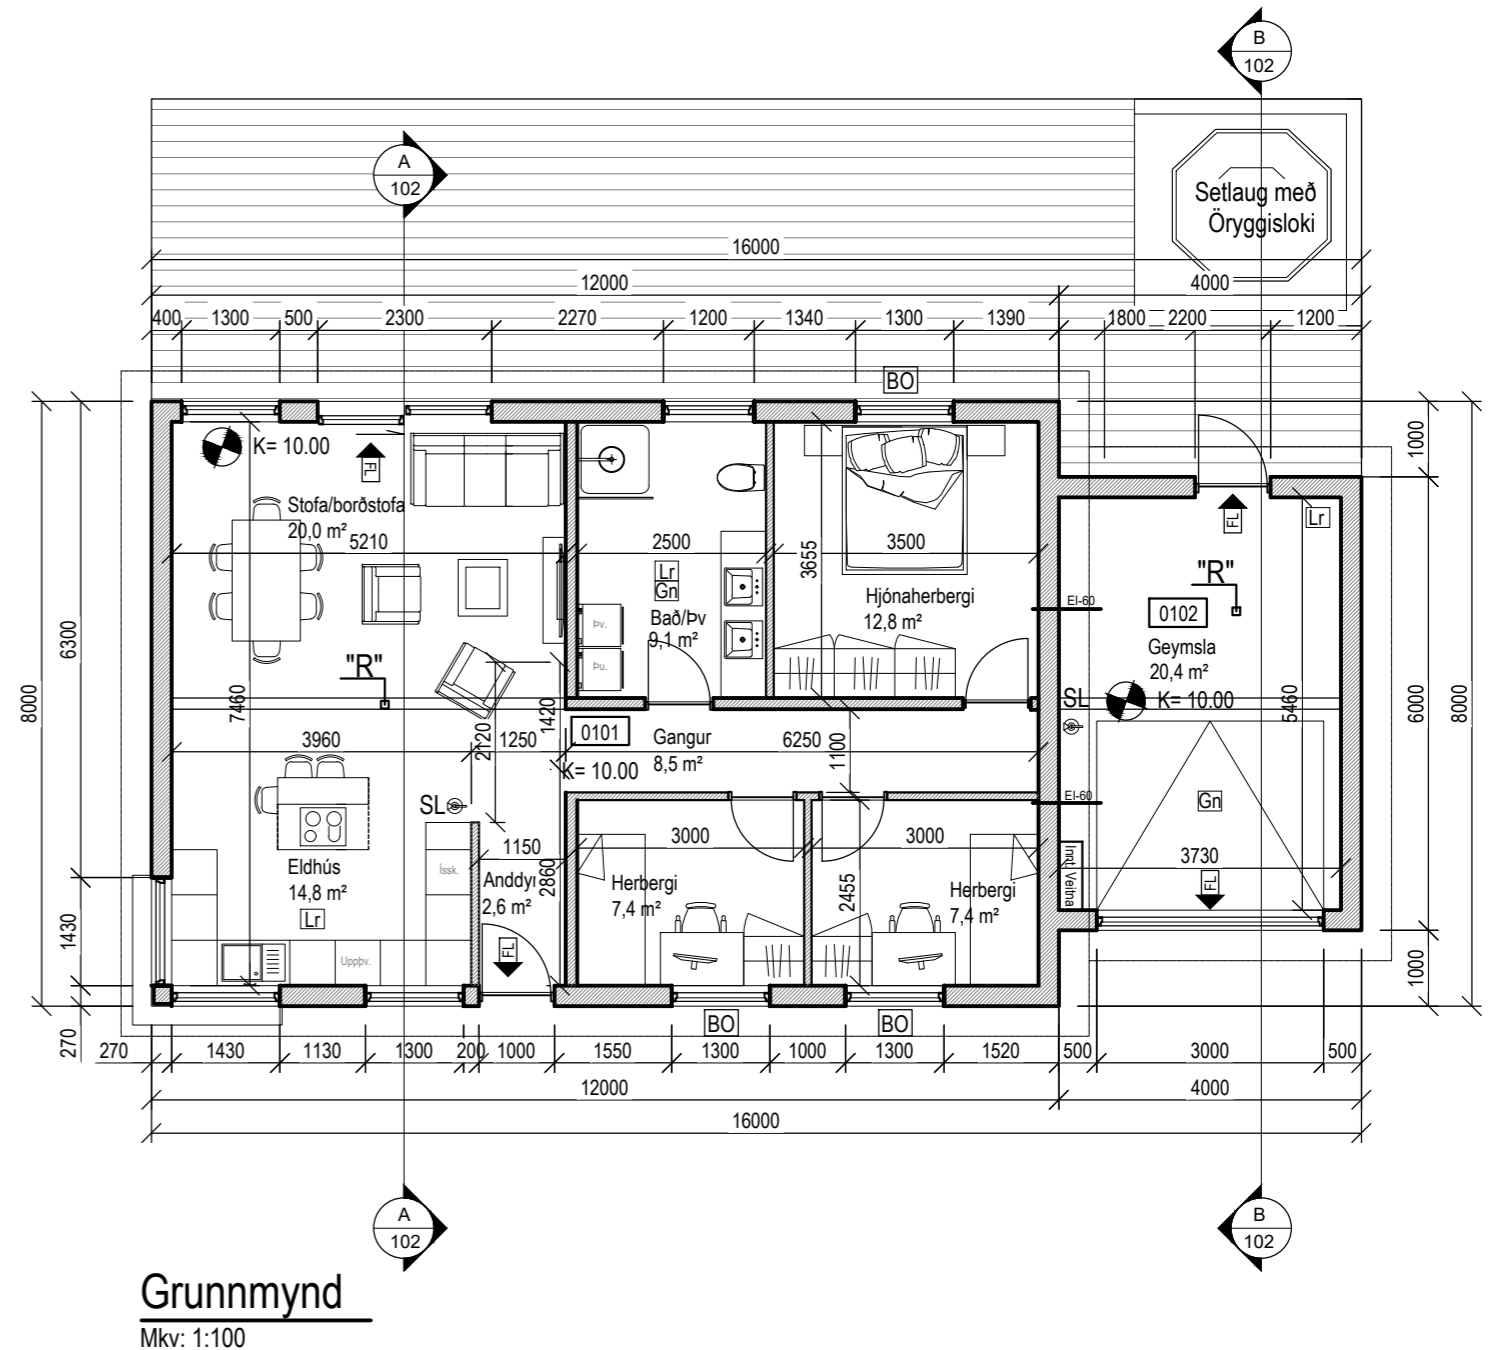 B
102
A
102
Setlaug með
Öryggisloki
16000
12000
4000
400 1300 500 2300 2270 1200 1340 1300 1390 1800 2200 1200
BO
K= 10.00
FL
Stofa/borðstofa
20,0 m²
5210
2500
3655
3500
Lr
Gn
Bað/Þv
9,1 m²
Þv.
Þu.
Hjónaherbergi
12,8 m²
EI-60
"R"
0102
Geymsla
20,4 m²
K= 10.00
SL
FL
Lr
5460
1000
6000
8000
1000
6300
8000
1430
270
"R"
7460
3960
2120
1420
1250
0101
K= 10.00
Gangur
8,5 m²
1100
6250
EI-60
Gn
SL
Eldhús
14,8 m²
Lr
Íssk.
Uppþv.
1150
Anddyri
2,6 m²
2860
FL
3000
Herbergi
7,4 m²
2455
3000
Herbergi
7,4 m²
Innt. Veitna
3730
FL
BO
BO
270 1430 1130 1300 200 1000 1550 1300 1000 1300 1520 500 3000 500
12000
4000
16000
A
102
B
102
Grunnmynd
Mkv: 1:100